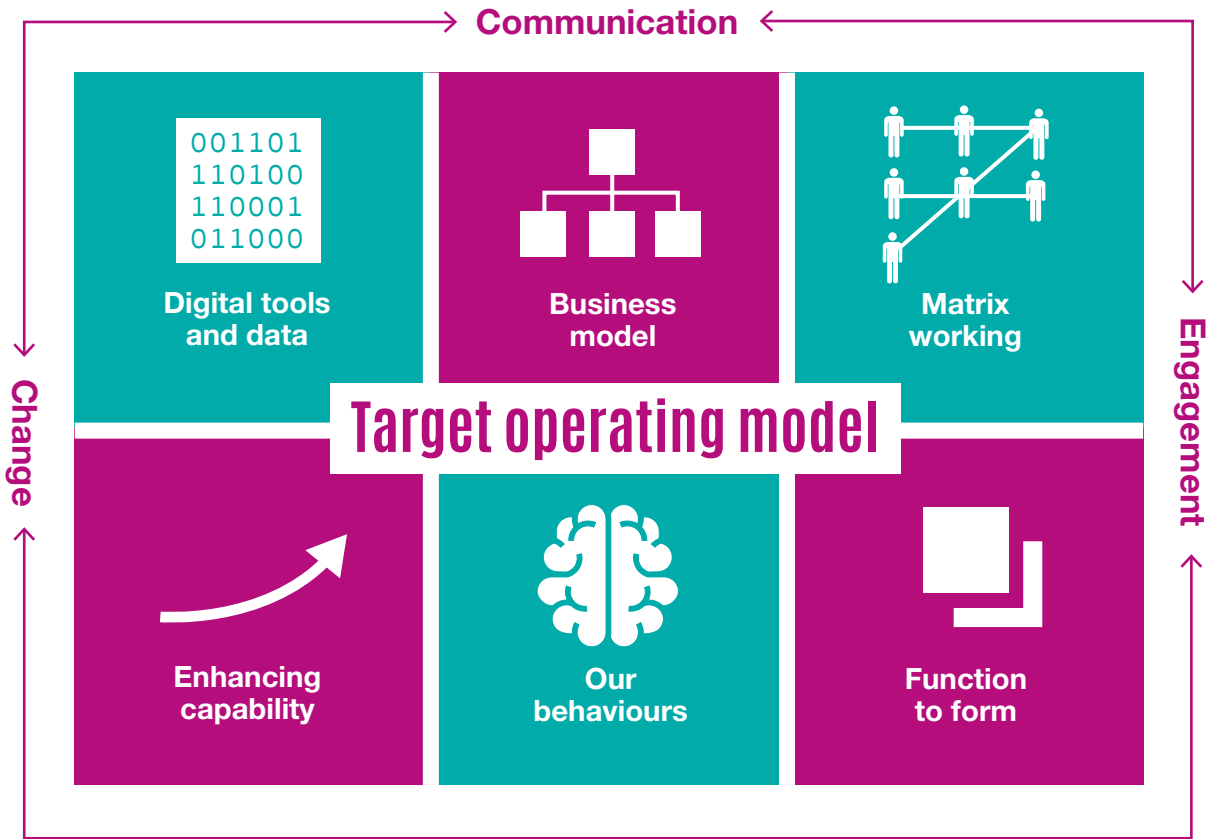 Communication
001101
110100
110001
011000
Digital tools
and data
Business
model
Matrix
working
Change
Engagement
Target operating model
Enhancing
capability
Our
behaviours
Function
to form